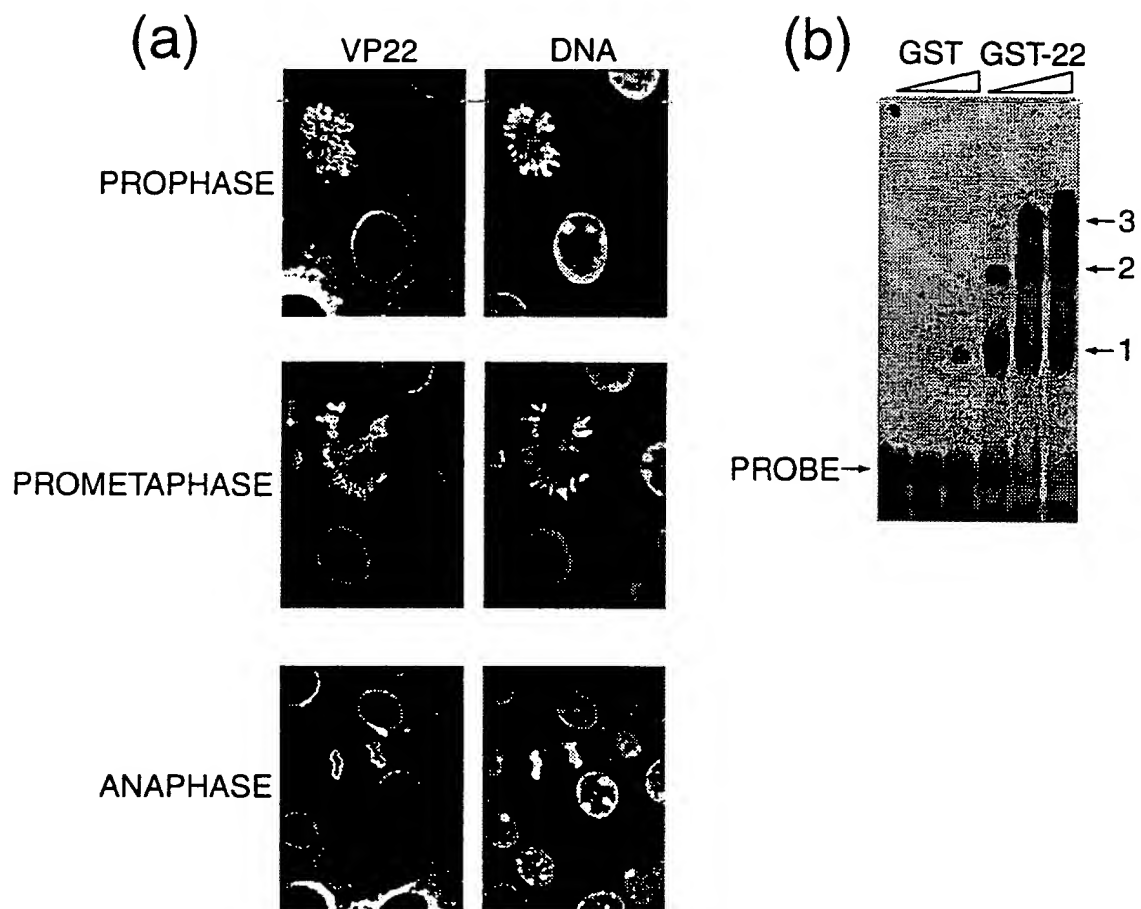 (a)
VP22 DNA
PROPHASE
PROMETAPHASE
ANAPHASE
(b)
GST GST-22
3
2
1
PROBE